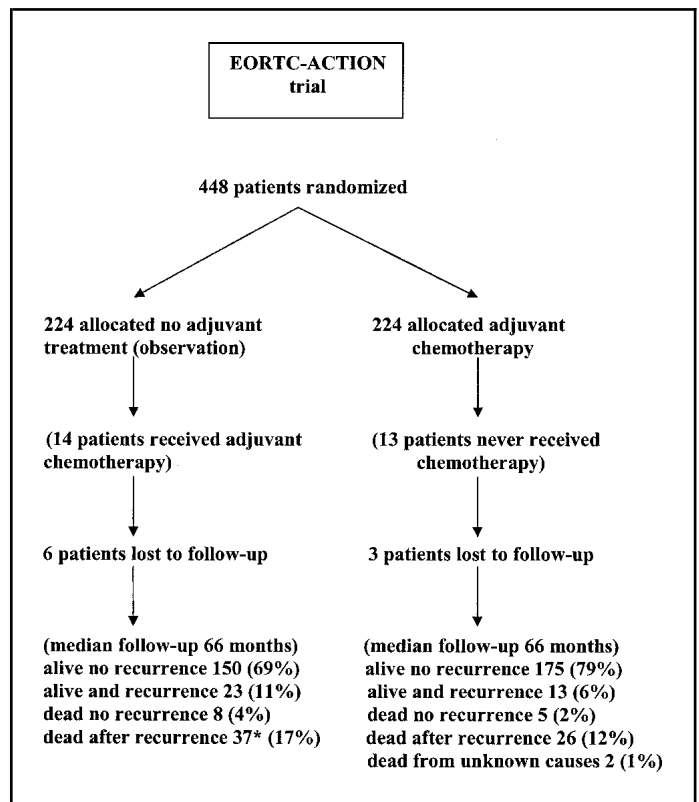 EORTC-ACTION
trial
448 patients randomized
224 allocated no adjuvant
treatment (observation)
224 allocated adjuvant
chemotherapy
(14 patients received adjuvant
chemotherapy)
(13 patients never received
chemotherapy)
6 patients lost to follow-up
3 patients lost to follow-up
(median follow-up 66 months)
alive no recurrence 150 (69%)
alive and recurrence 23 (11%)
dead no recurrence 8 (4%)
dead after recurrence 37* (17%)
(median follow-up 66 months)
alive no recurrence 175 (79%)
alive and recurrence 13 (6%)
dead no recurrence 5 (2%)
dead after recurrence 26 (12%)
dead from unknown causes 2 (1%)